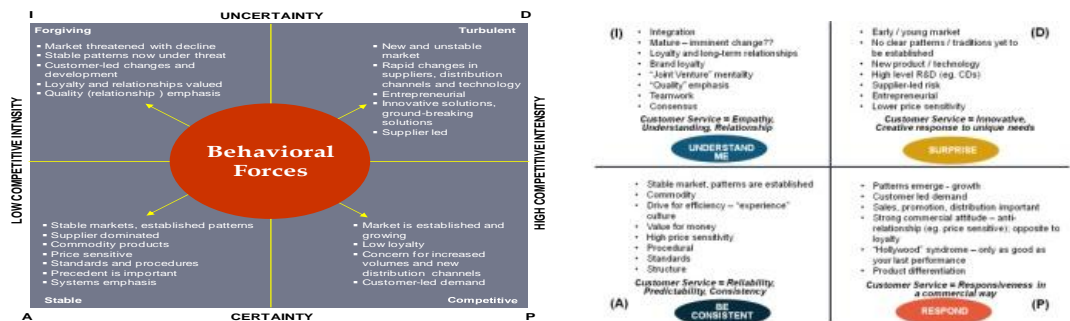 I
UNCERTAINTY
D
Forgiving
Turbulent
▪ Market threatened with decline
▪ Stable patterns now under threat
▪ Customer-led changes and
development
▪ Loyalty and relationships valued
▪ Quality (relationship ) emphasis
▪ New and unstable
market
▪ Rapid changes in
suppliers, distribution
channels and technology
▪ Entrepreneurial
▪ Innovative solutions,
ground-breaking
solutions
▪ Supplier led
LOW COMPETITIVE INTNSITY
Behavioral
Forces
HIGH COMPETITIVE INTENSITY
▪ Stable markets, established patterns
▪ Supplier dominated
▪ Commodity products
▪ Price sensitive
▪ Standards and procedures
▪ Precedent is important
▪ Systems emphasis
▪ Market is established and
growing
▪ Low loyalty
▪ Concern for increased
volumes and new
distribution channels
▪ Customer-led demand
Stable
Competitive
A
CERTAINTY
P
(I)
• Integration
• Mature – imminent change??
• Loyalty and long-term relationships
• Brand loyalty
• "Joint Venture" mentality
• "Quality" emphasis
• Teamwork
• Consensus
Customer Service = Empathy,
Understanding, Relationship
UNDERSTAND
ME
(D)
• Early / young market
• No clear patterns / traditions yet to
be established
• New product / technology
• High level R&D (eg. CDs)
• Supplier-led risk
• Entrepreneurial
• Lower price sensitivity
Customer Service = Innovative,
Creative response to unique needs
SURPRISE
• Stable market, patterns are established
• Commodity
• Drive for efficiency – "experience"
culture
• Value for money
• High price sensitivity
• Procedural
• Standards
• Structure
Customer Service = Reliability,
Predictability, Consistency
(A)
BE
CONSISTENT
• Patterns emerge - growth
• Customer led demand
• Sales, promotion, distribution important
• Strong commercial attitude – anti-
relationship (eg. price sensitive); opposite to
loyalty
• "Hollywood" syndrome – only as good as
your last performance
• Product differentiation
Customer Service = Responsiveness in
a commercial way
RESPOND
(P)